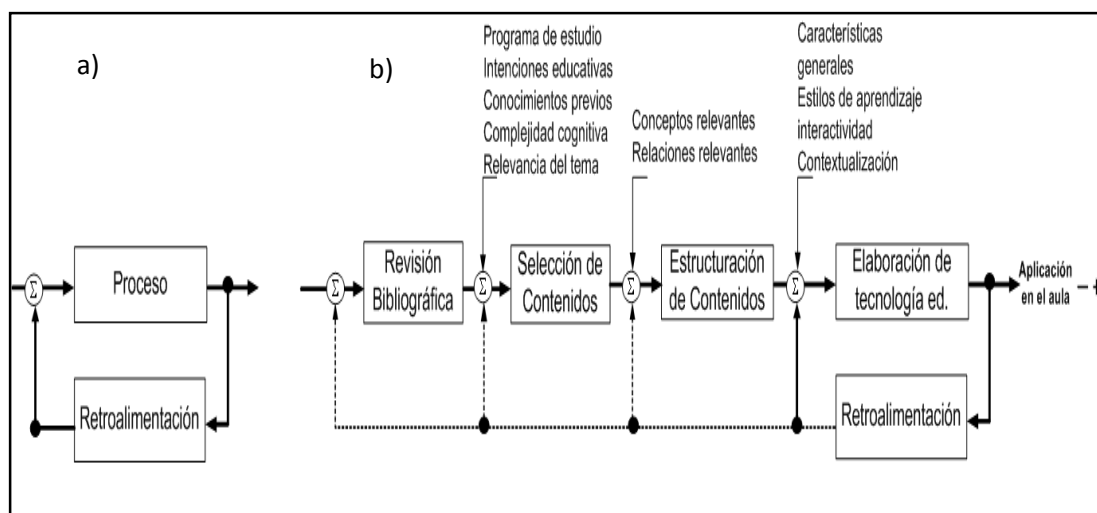 a)
Σ
Proceso
Retroalimentación
b)
Programa de estudio
Intenciones educativas
Conocimientos previos
Complejidad cognitiva
Relevancia del tema
Conceptos relevantes
Relaciones relevantes
Características
generales
Estilos de aprendizaje
interactividad
Contextualización
Σ
Revisión
Bibliográfica
Σ
Selección de
Contenidos
Σ
Estructuración
de Contenidos
Σ
Elaboración de
tecnología ed.
Aplicación
en el aula
Retroalimentación